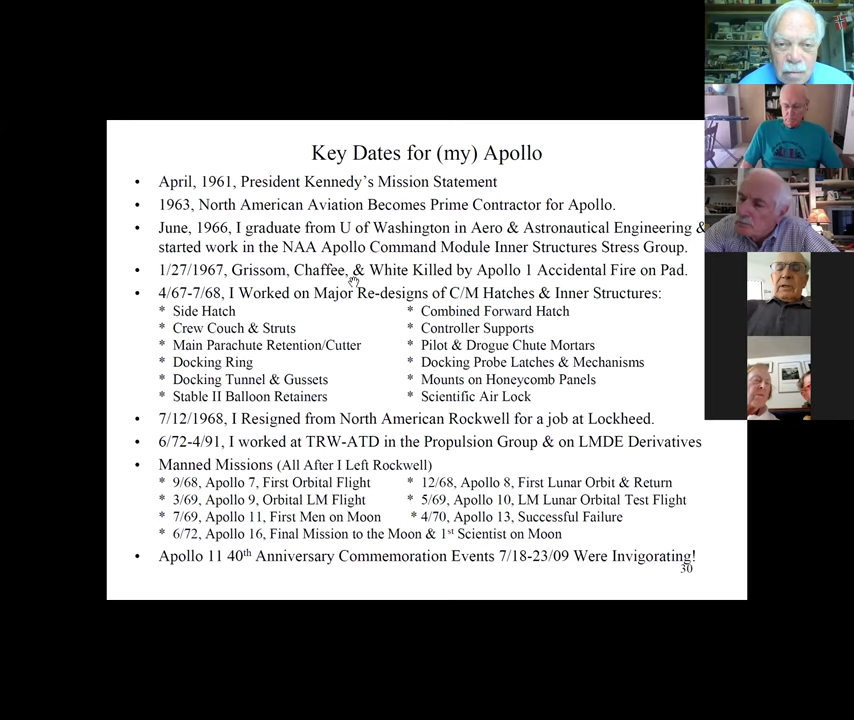 Key Dates for (my) Apollo
• April, 1961, President Kennedy's Mission Statement
• 1963, North American Aviation Becomes Prime Contractor for Apollo.
• June, 1966, I graduate from U of Washington in Aero & Astronautical Engineering &
started work in the NAA Apollo Command Module Inner Structures Stress Group.
• 1/27/1967, Grissom, Chaffee, & White Killed by Apollo 1 Accidental Fire on Pad.
• 4/67-7/68, I Worked on Major Re-designs of C/M Hatches & Inner Structures:
* Side Hatch * Combined Forward Hatch
* Crew Couch & Struts * Controller Supports
* Main Parachute Retention/Cutter * Pilot & Drogue Chute Mortars
* Docking Ring * Docking Probe Latches & Mechanisms
* Docking Tunnel & Gussets * Mounts on Honeycomb Panels
* Stable II Balloon Retainers * Scientific Air Lock
• 7/12/1968, I Resigned from North American Rockwell for a job at Lockheed.
• 6/72-4/91, I worked at TRW-ATD in the Propulsion Group & on LMDE Derivatives
• Manned Missions (All After I Left Rockwell)
* 9/68, Apollo 7, First Orbital Flight * 12/68, Apollo 8, First Lunar Orbit & Return
* 3/69, Apollo 9, Orbital LM Flight * 5/69, Apollo 10, LM Lunar Orbital Test Flight
* 7/69, Apollo 11, First Men on Moon * 4/70, Apollo 13, Successful Failure
* 6/72, Apollo 16, Final Mission to the Moon & 1st Scientist on Moon
• Apollo 11 40th Anniversary Commemoration Events 7/18-23/09 Were Invigorating!
30